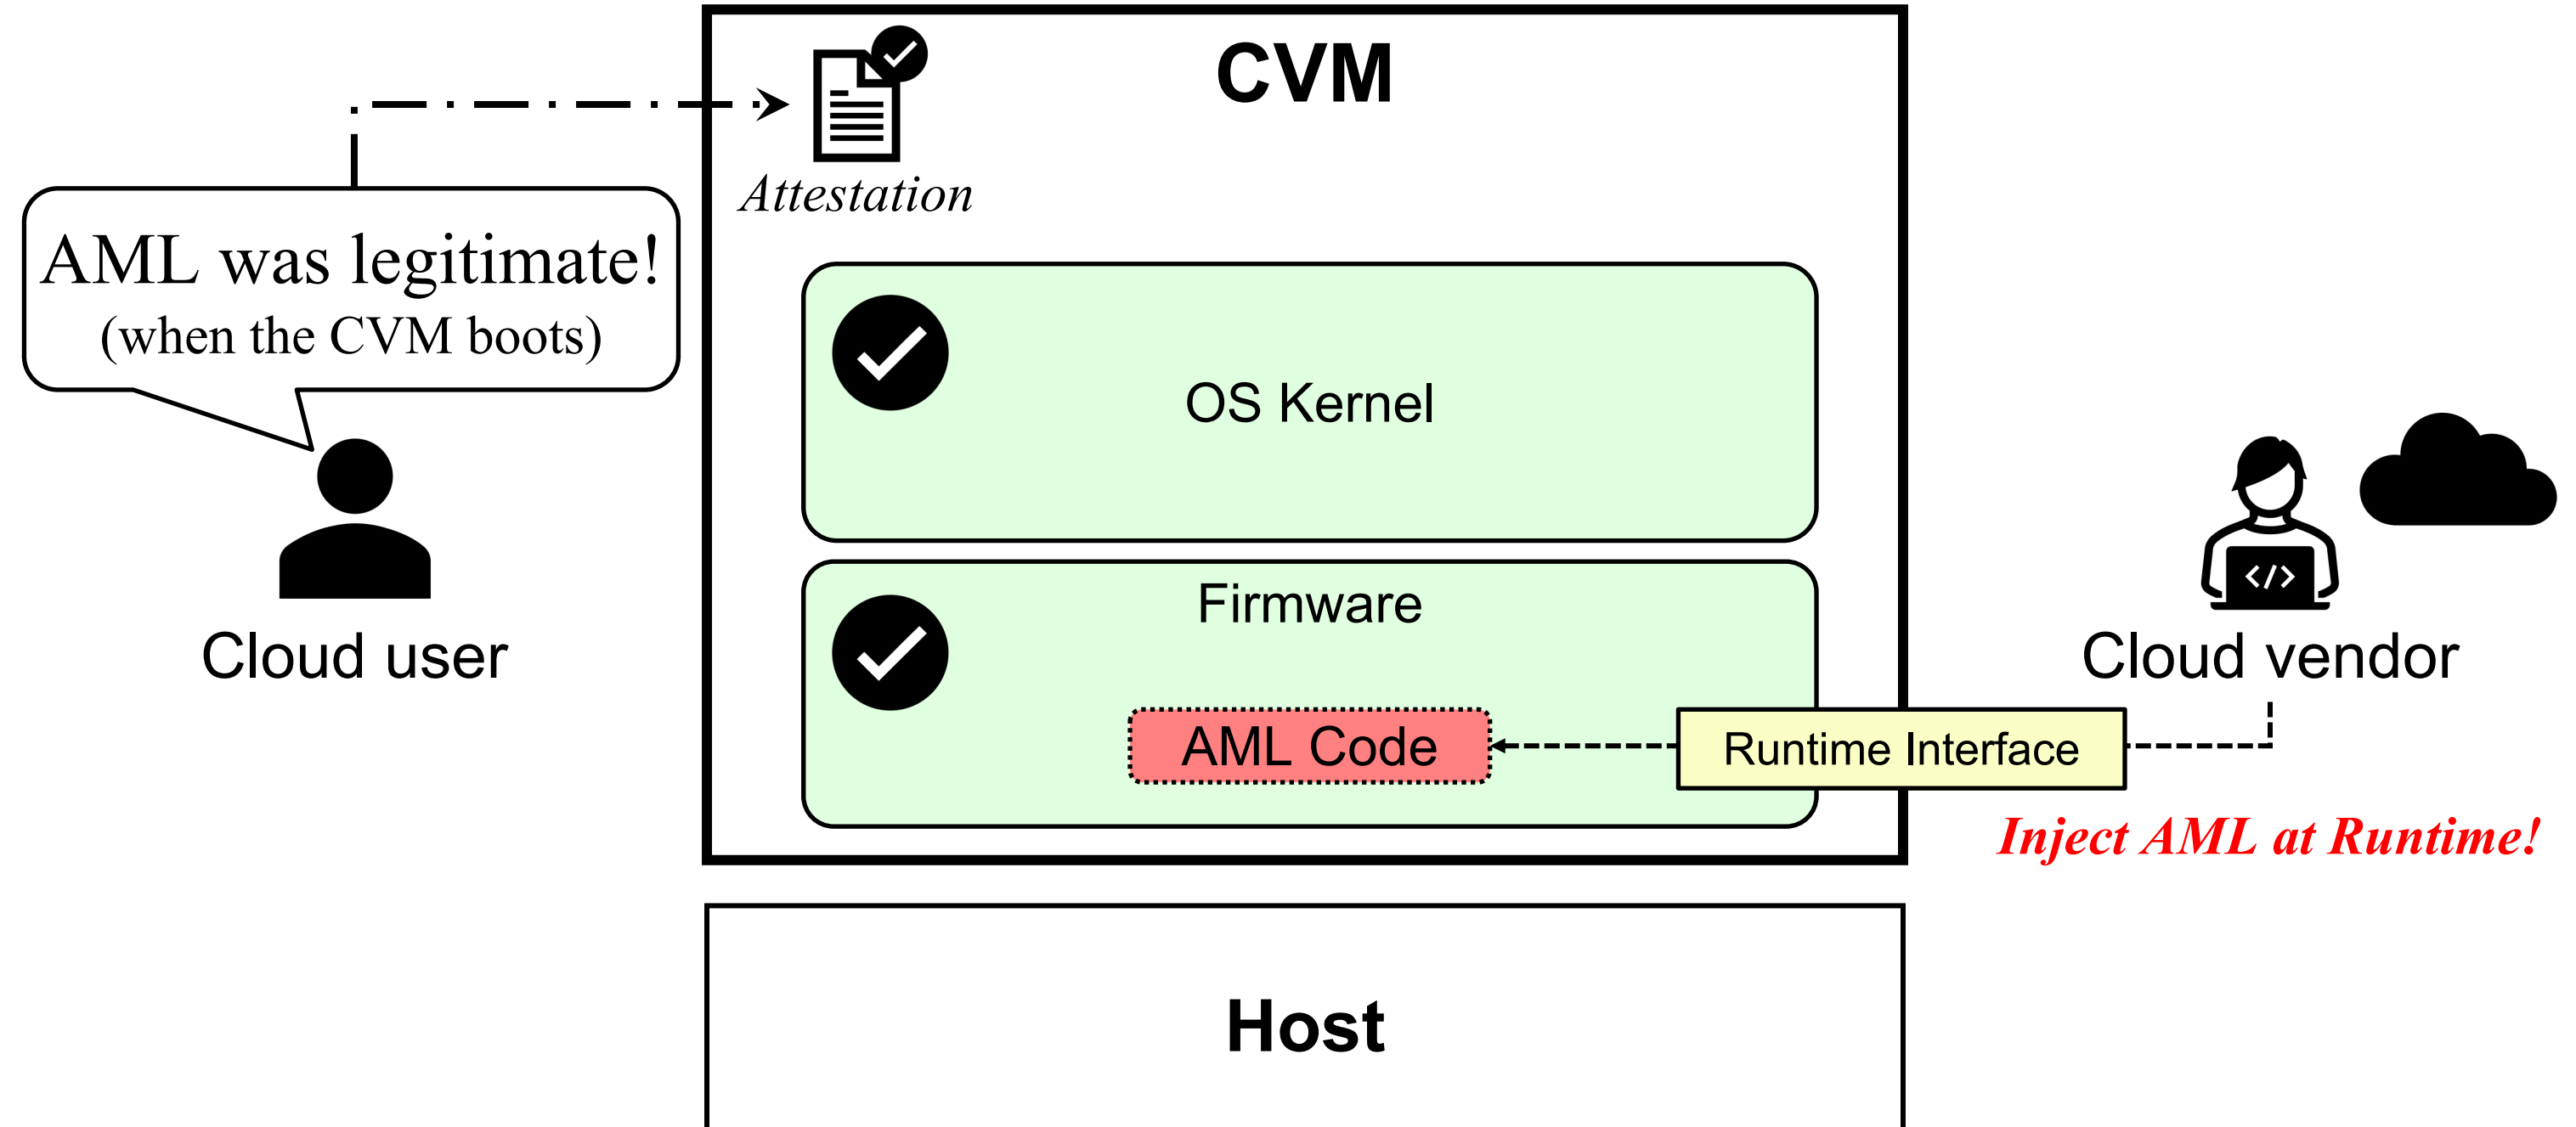 CVM
Attestation
AML was legitimate!
(when the CVM boots)
Cloud user
OS Kernel
Firmware
AML Code
Runtime Interface
</>
Cloud vendor
Inject AML at Runtime!
Host